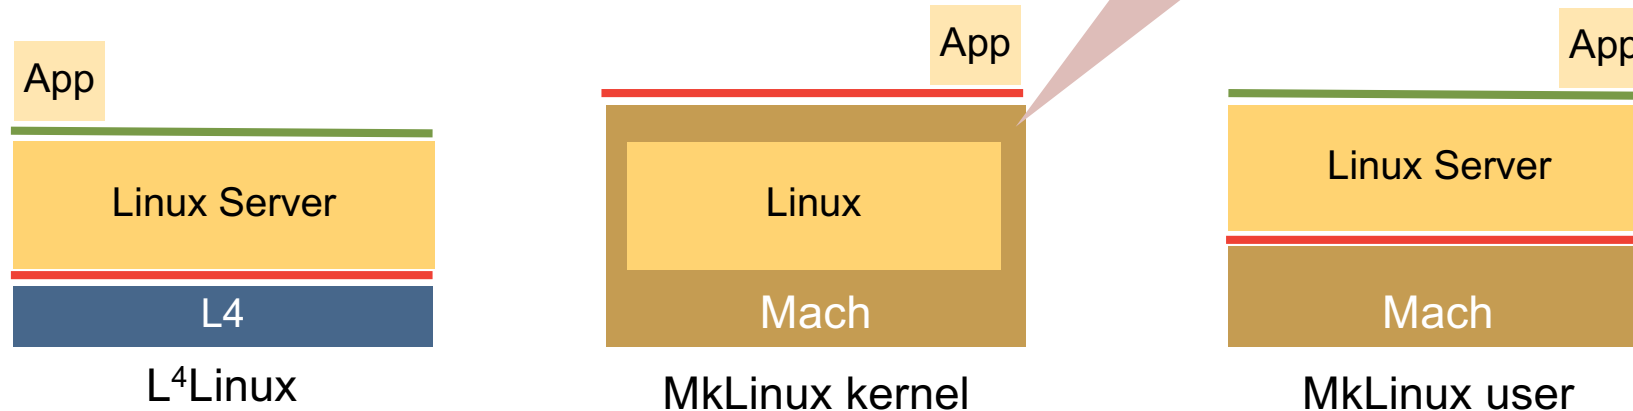 App
Linux Server
L4
L⁴Linux
App
Linux
Mach
MkLinux kernel
App
Linux Server
Mach
MkLinux user